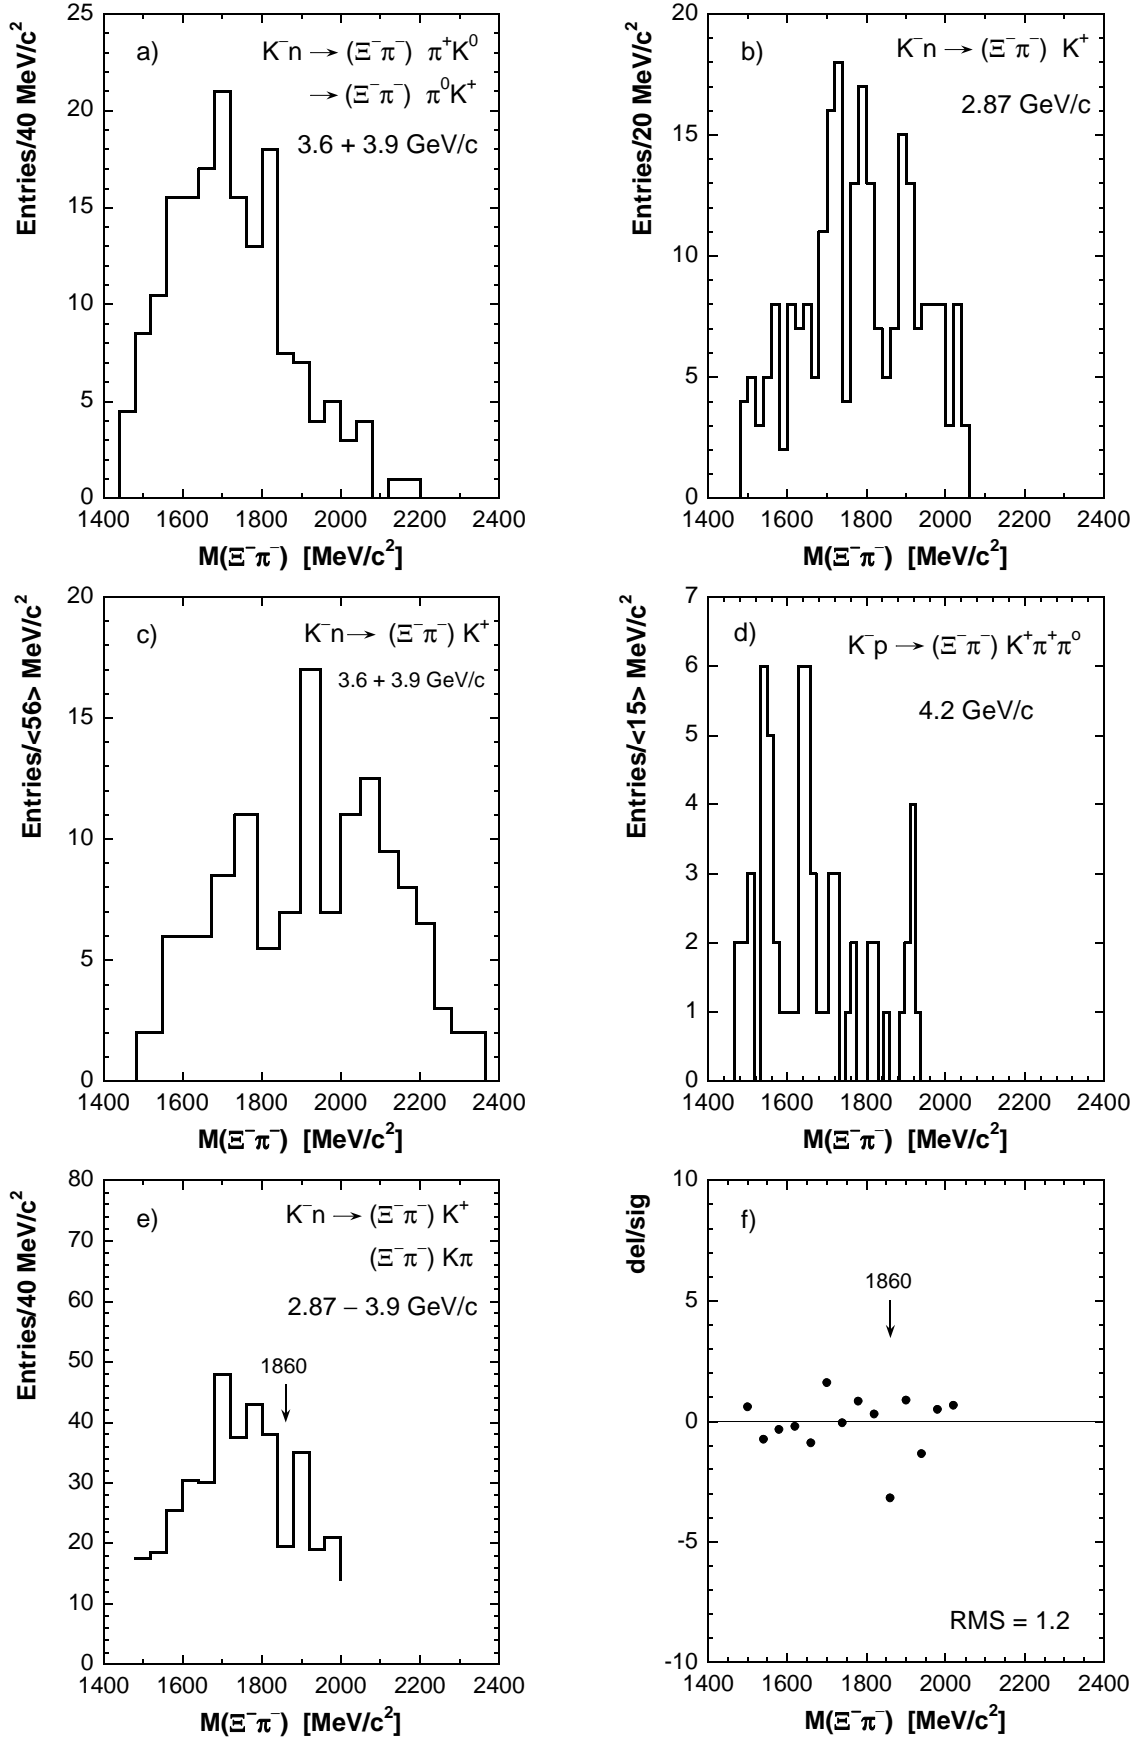 a)
K⁻n → (Ξ⁻π⁻) π⁺K⁰
→ (Ξ⁻π⁻) π⁰K⁺
3.6 + 3.9 GeV/c
Entries/40 MeV/c²
25
20
15
10
5
0
1400 1600 1800 2000 2200 2400
M(Ξ⁻π⁻) [MeV/c²]
b)
K⁻n → (Ξ⁻π⁻) K⁺
2.87 GeV/c
Entries/20 MeV/c²
20
15
10
5
0
1400 1600 1800 2000 2200 2400
M(Ξ⁻π⁻) [MeV/c²]
c)
K⁻n → (Ξ⁻π⁻) K⁺
3.6 + 3.9 GeV/c
Entries/<56> MeV/c²
20
15
10
5
0
1400 1600 1800 2000 2200 2400
M(Ξ⁻π⁻) [MeV/c²]
d)
K⁻p → (Ξ⁻π⁻) K⁺π⁺π⁰
4.2 GeV/c
Entries/<15> MeV/c²
7
6
5
4
3
2
1
0
1400 1600 1800 2000 2200 2400
M(Ξ⁻π⁻) [MeV/c²]
e)
K⁻n → (Ξ⁻π⁻) K⁺
(Ξ⁻π⁻) Kπ
2.87 – 3.9 GeV/c
1860
Entries/40 MeV/c²
80
70
60
50
40
30
20
10
0
1400 1600 1800 2000 2200 2400
M(Ξ⁻π⁻) [MeV/c²]
f)
1860
RMS = 1.2
del/sig
10
5
0
-5
-10
1400 1600 1800 2000 2200 2400
M(Ξ⁻π⁻) [MeV/c²]